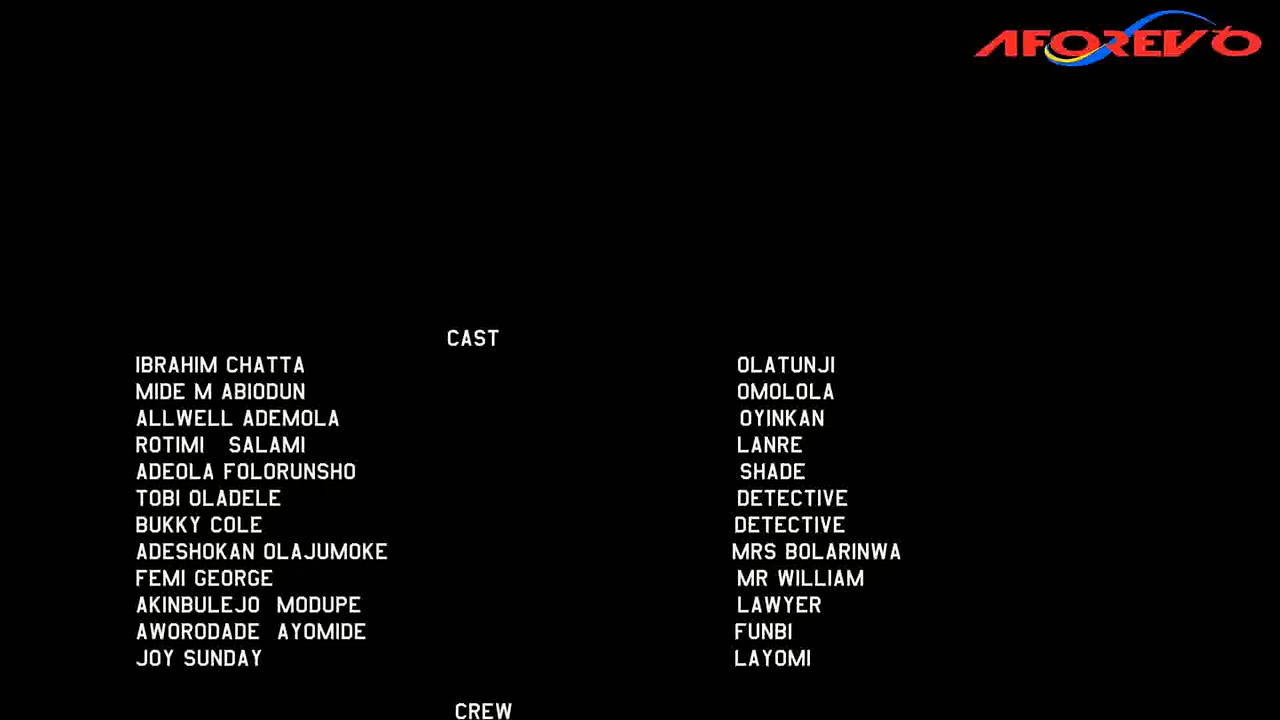 AFOREVO
CAST
IBRAHIM CHATTA OLATUNJI
MIDE M ABIODUN OMOLOLA
ALLWELL ADEMOLA OYINKAN
ROTIMI SALAMI LANRE
ADEOLA FOLORUNSHO SHADE
TOBI OLADELE DETECTIVE
BUKKY COLE DETECTIVE
ADESHOKAN OLAJUMOKE MRS BOLARINWA
FEMI GEORGE MR WILLIAM
AKINBULEJO MODUPE LAWYER
AWORODADE AYOMIDE FUNBI
JOY SUNDAY LAYOMI
CREW